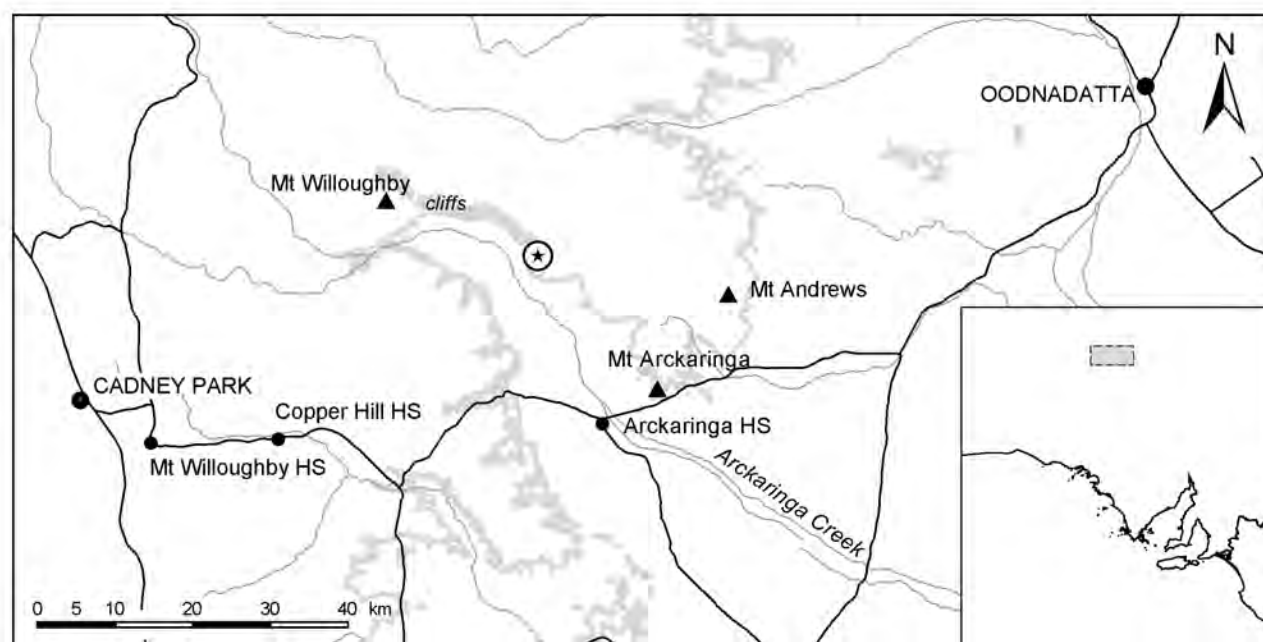 N
OODNADATTA
Mt Willoughby
cliffs
Mt Andrews
Mt Arckaringa
CADNEY PARK
Copper Hill HS
Arckaringa HS
Mt Willoughby HS
Arckaringa Creek
0 5 10 20 30 40 km